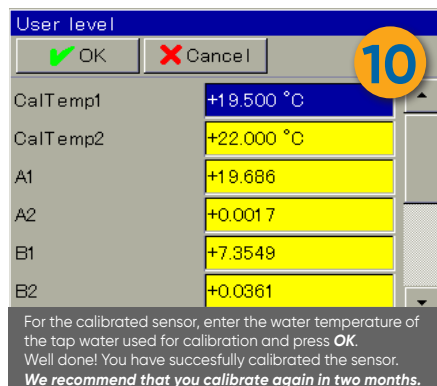 User level
OK Cancel
10
CalTemp1 +19.500 °C
CalTemp2 +22.000 °C
A1 +19.686
A2 +0.0017
B1 +7.3549
B2 +0.0361
For the calibrated sensor, enter the water temperature of
the tap water used for calibration and press OK.
Well done! You have succesfully calibrated the sensor.
We recommend that you calibrate again in two months.